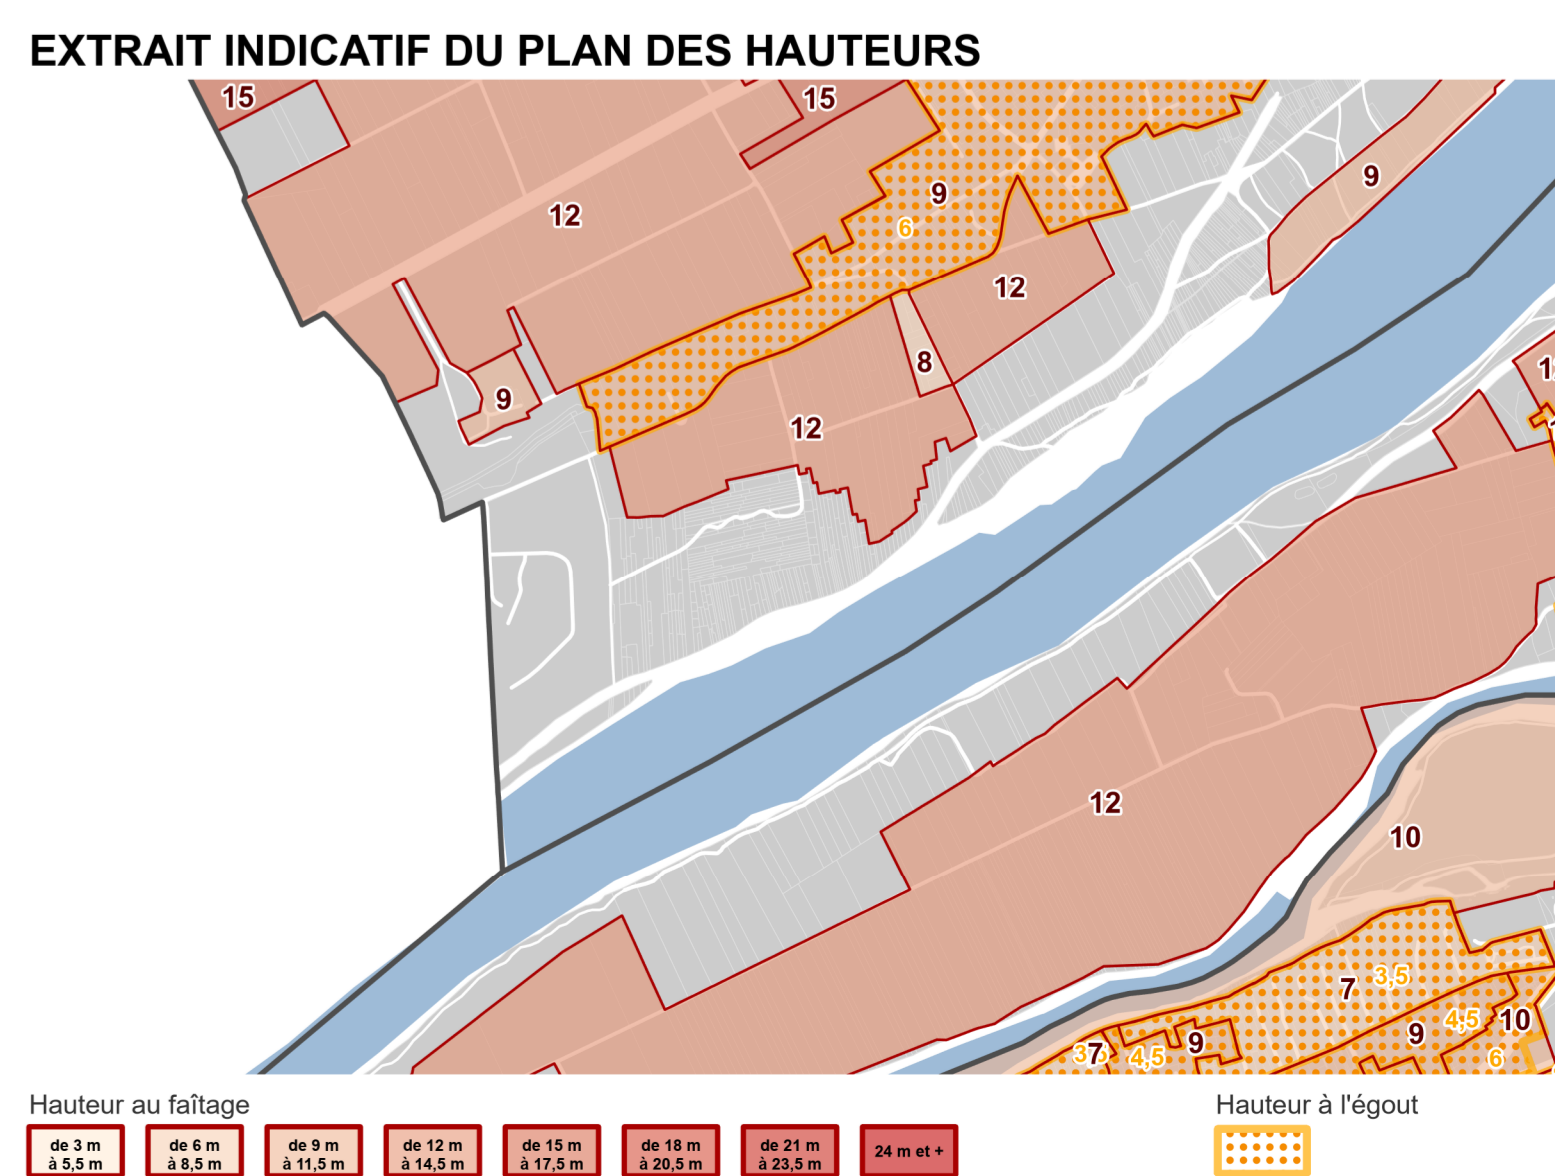 EXTRAIT INDICATIF DU PLAN DES HAUTEURS
15
15
9
9
12
6
12
1
8
9
12
12
10
7
3,5
9
4,5
10
7
4,5
9
6
Hauteur au faîtage
Hauteur à l'égout
de 3 m
à 5,5 m
de 6 m
à 8,5 m
de 9 m
à 11,5 m
de 12 m
à 14,5 m
de 15 m
à 17,5 m
de 18 m
à 20,5 m
de 21 m
à 23,5 m
24 m et +